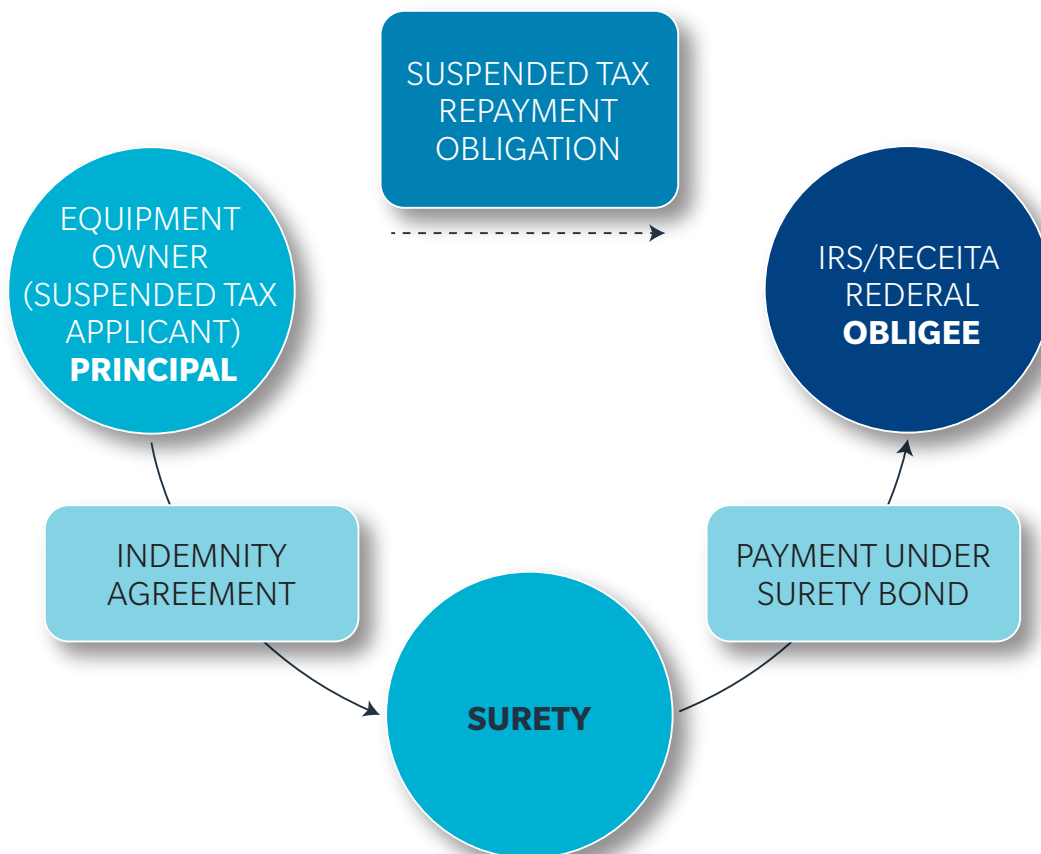 SUSPENDED TAX
REPAYMENT
OBLIGATION
EQUIPMENT
OWNER
(SUSPENDED TAX
APPLICANT)
PRINCIPAL
IRS/RECEITA
REDERAL
OBLIGEE
INDEMNITY
AGREEMENT
PAYMENT UNDER
SURETY BOND
SURETY